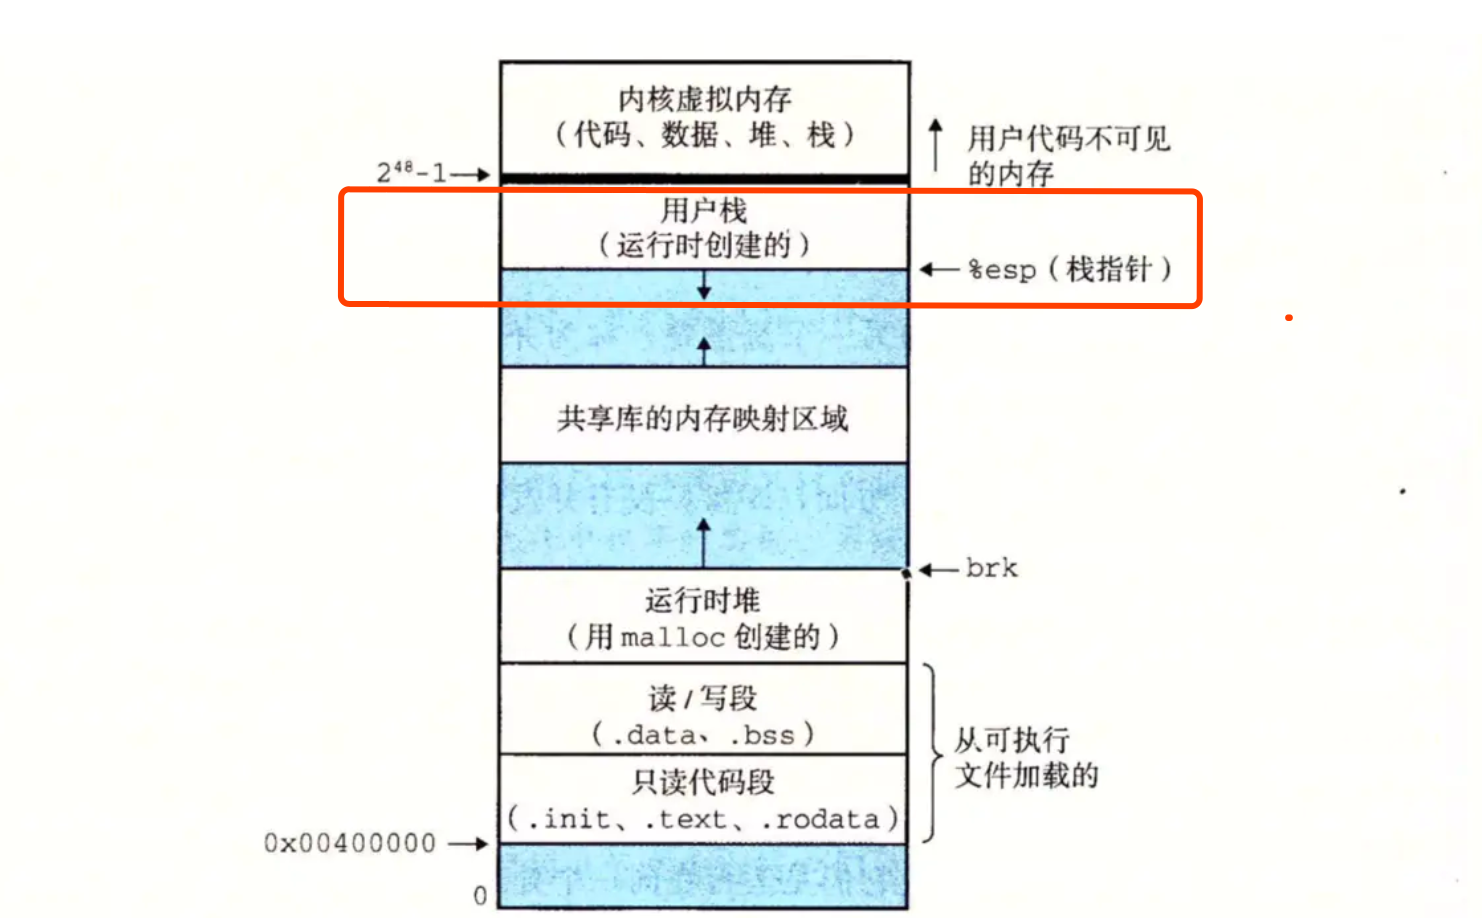 内核虚拟内存
（代码、数据、堆、栈）
用户代码不可见
的内存
2⁴⁸-1
用户栈
（运行时创建的）
%esp（栈指针）
共享库的内存映射区域
brk
运行时堆
（用 malloc 创建的）
读/写段
（.data、.bss）
从可执行
文件加载的
只读代码段
（.init、.text、.rodata）
0x00400000
0